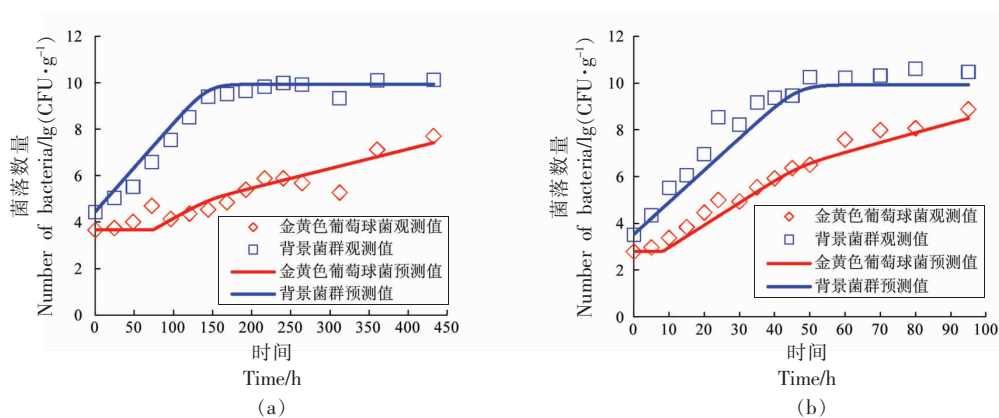 菌落数量
Number of bacteria/lg(CFU·g⁻¹)
12
10
8
6
4
2
0
0 50 100 150 200 250 300 350 400 450
金黄色葡萄球菌观测值
背景菌群观测值
金黄色葡萄球菌预测值
背景菌群预测值
时间
Time/h
(a)
菌落数量
Number of bacteria/lg(CFU·g⁻¹)
12
10
8
6
4
2
0
0 10 20 30 40 50 60 70 80 90 100
金黄色葡萄球菌观测值
背景菌群观测值
金黄色葡萄球菌预测值
背景菌群预测值
时间
Time/h
(b)